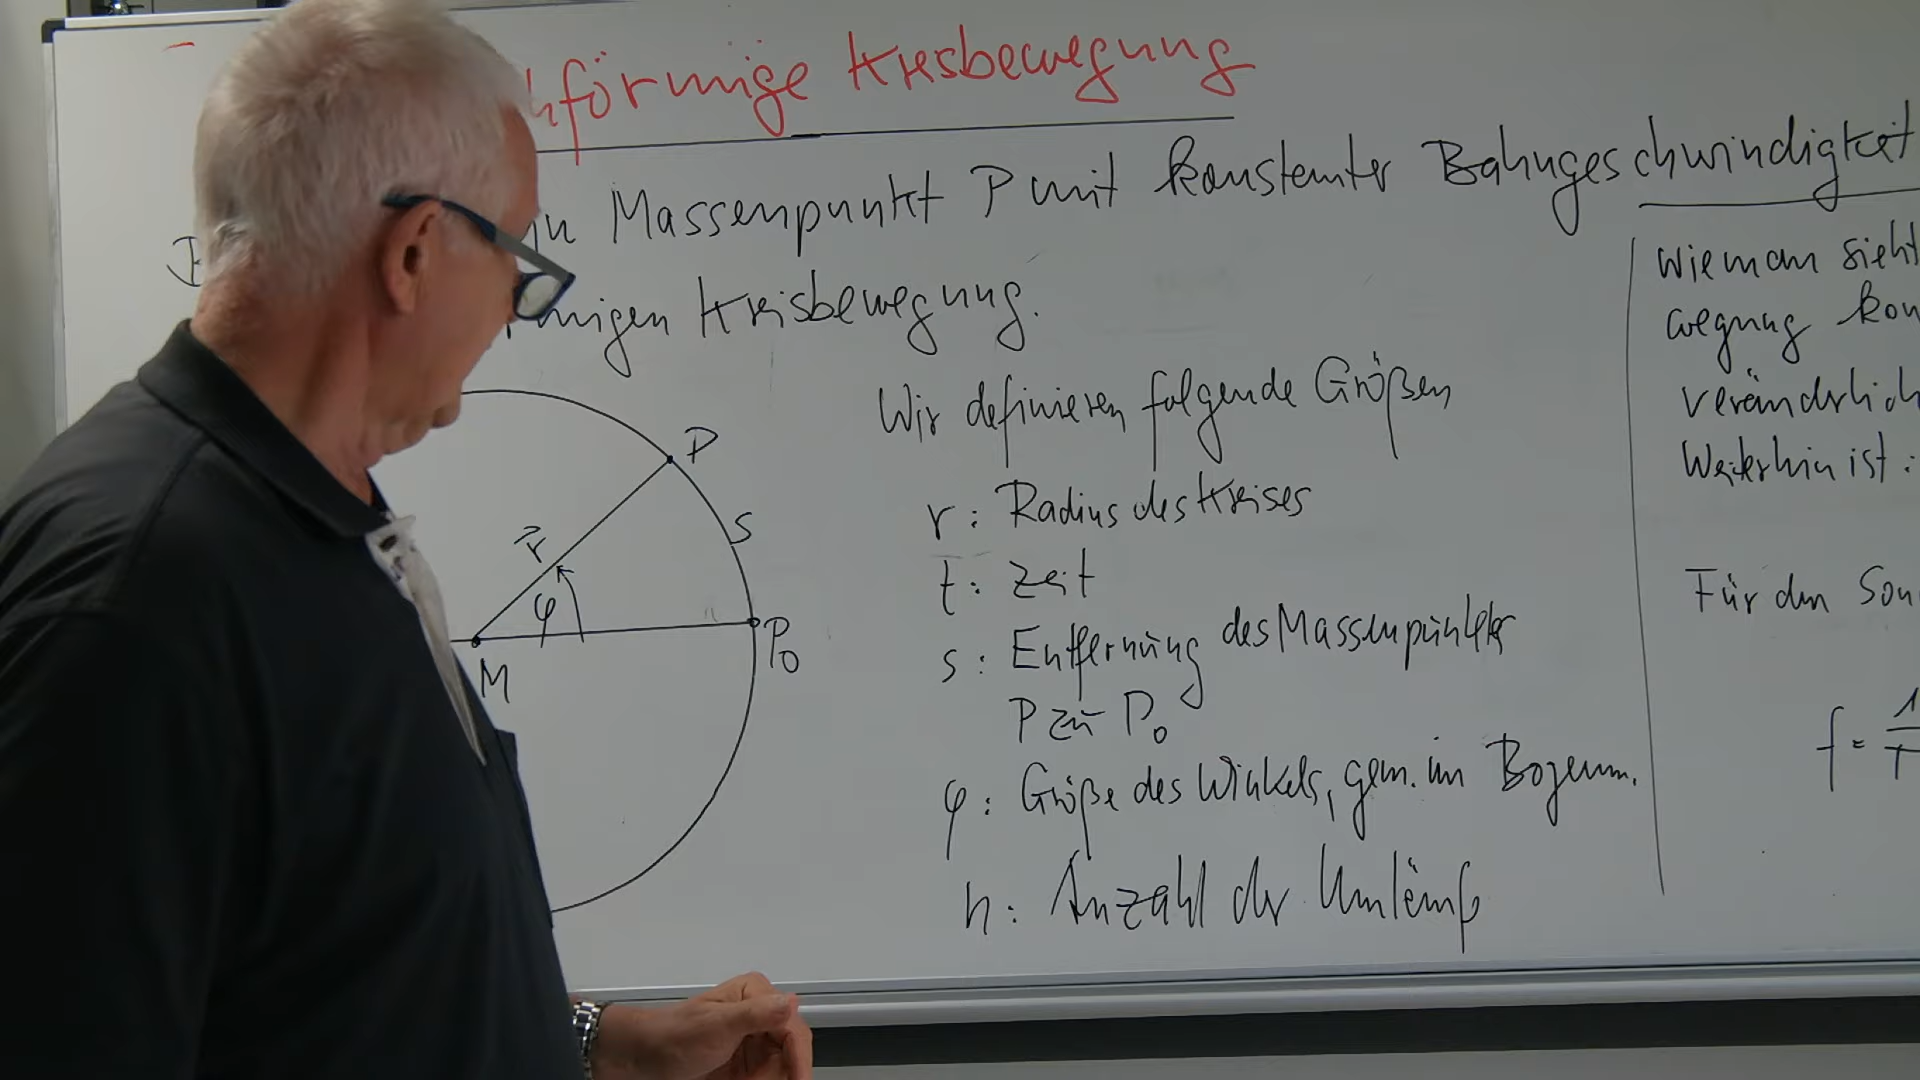 förmige Kreisbewegung
Massenpunkt P mit konstanter Bahngeschwindigkeit
migen Kreisbewegung.
Wir definieren folgende Größen
r: Radius des Kreises
t: Zeit
s: Entfernung des Massenpunktes
P zu P₀
φ: Größe des Winkels, gem. im Bogenm.
n: Anzahl der Umläufe
P
s
r⃗
φ
M
P₀
Wie man sieht
wegung kon
veränderlich
Weiterhin ist:
Für den Son
f = 1/T